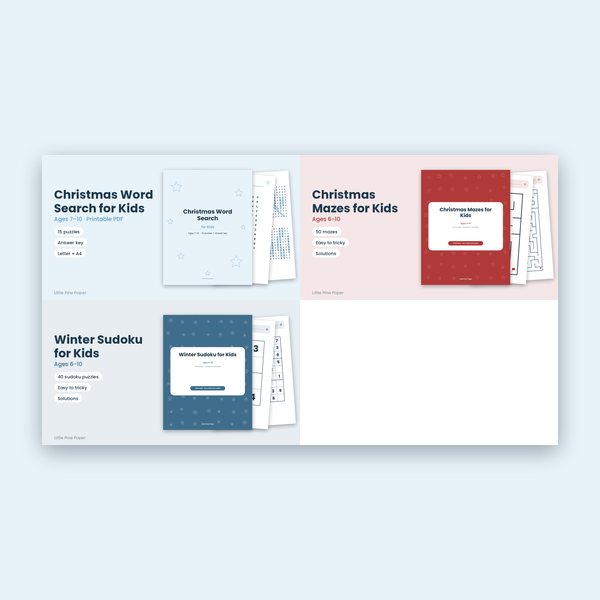 Christmas Word
Search for Kids
Ages 7–10 · Printable PDF
15 puzzles
Answer key
Letter + A4
Little Pine Paper
Christmas Word
Search
for Kids
Christmas
Mazes for Kids
Ages 6–10
50 mazes
Easy to tricky
Solutions
Little Pine Paper
Christmas Mazes for
Kids
Winter Sudoku
for Kids
Ages 6–10
40 sudoku puzzles
Easy to tricky
Solutions
Little Pine Paper
Winter Sudoku for Kids